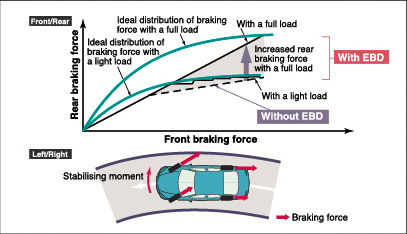 Front/Rear
Ideal distribution of braking
force with a full load
With a full load
Ideal distribution
of braking
force with
a light load
Increased rear
braking force
with a full load
With EBD
With a light load
Without EBD
Rear braking force
Front braking force
Left/Right
Stabilising moment
Braking force